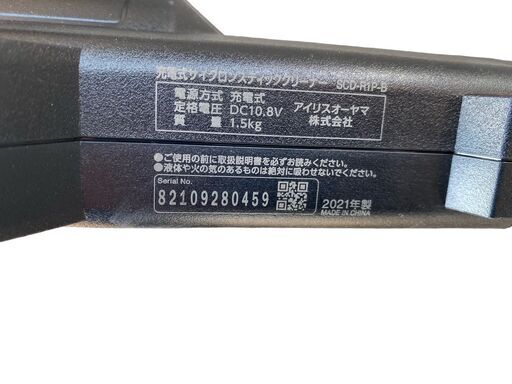 充電式サイクロンスティッククリーナー SCD-R1P-B
電源方式 充電式
定格電圧 DC10.8V アイリスオーヤマ
質 量 1.5kg 株式会社
●ご使用の前に取扱説明書を必ずお読みください。
●液体や火の気のあるものは絶対に吸わせないでください。
Serial No.
82109280459
2021年製
MADE IN CHINA